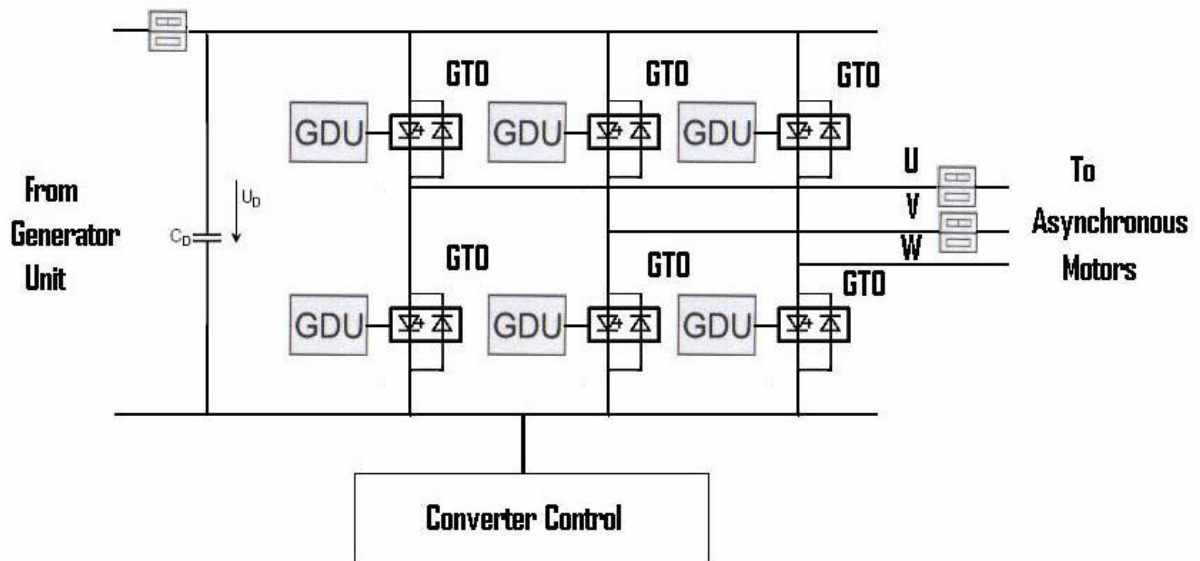 GTO GTO GTO
GDU GDU GDU
From
Generator
Unit
U
V
W
To
Asynchronous
Motors
U_D
C_D
GTO GTO GTO
GDU GDU GDU
Converter Control